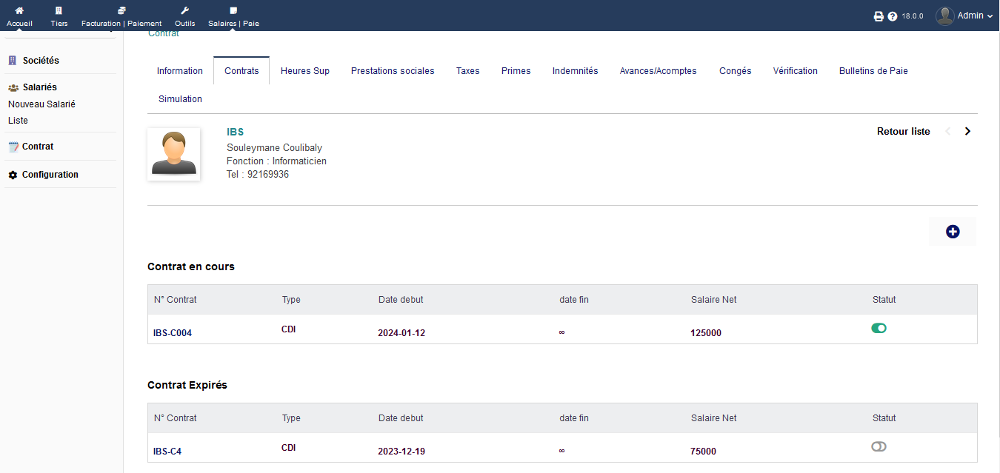 Accueil Tiers Facturation | Paiement Outils Salaires | Paie 18.0.0 Admin
Contrat
Sociétés
Salariés
Nouveau Salarié
Liste
Contrat
Configuration
Information Contrats Heures Sup Prestations sociales Taxes Primes Indemnités Avances/Acomptes Congés Vérification Bulletins de Paie
Simulation
IBS
Souleymane Coulibaly
Fonction : Informaticien
Tel : 92169936
Retour liste
Contrat en cours
N° Contrat Type Date debut date fin Salaire Net Statut
IBS-C004 CDI 2024-01-12 ∞ 125000
Contrat Expirés
N° Contrat Type Date debut date fin Salaire Net Statut
IBS-C4 CDI 2023-12-19 ∞ 75000